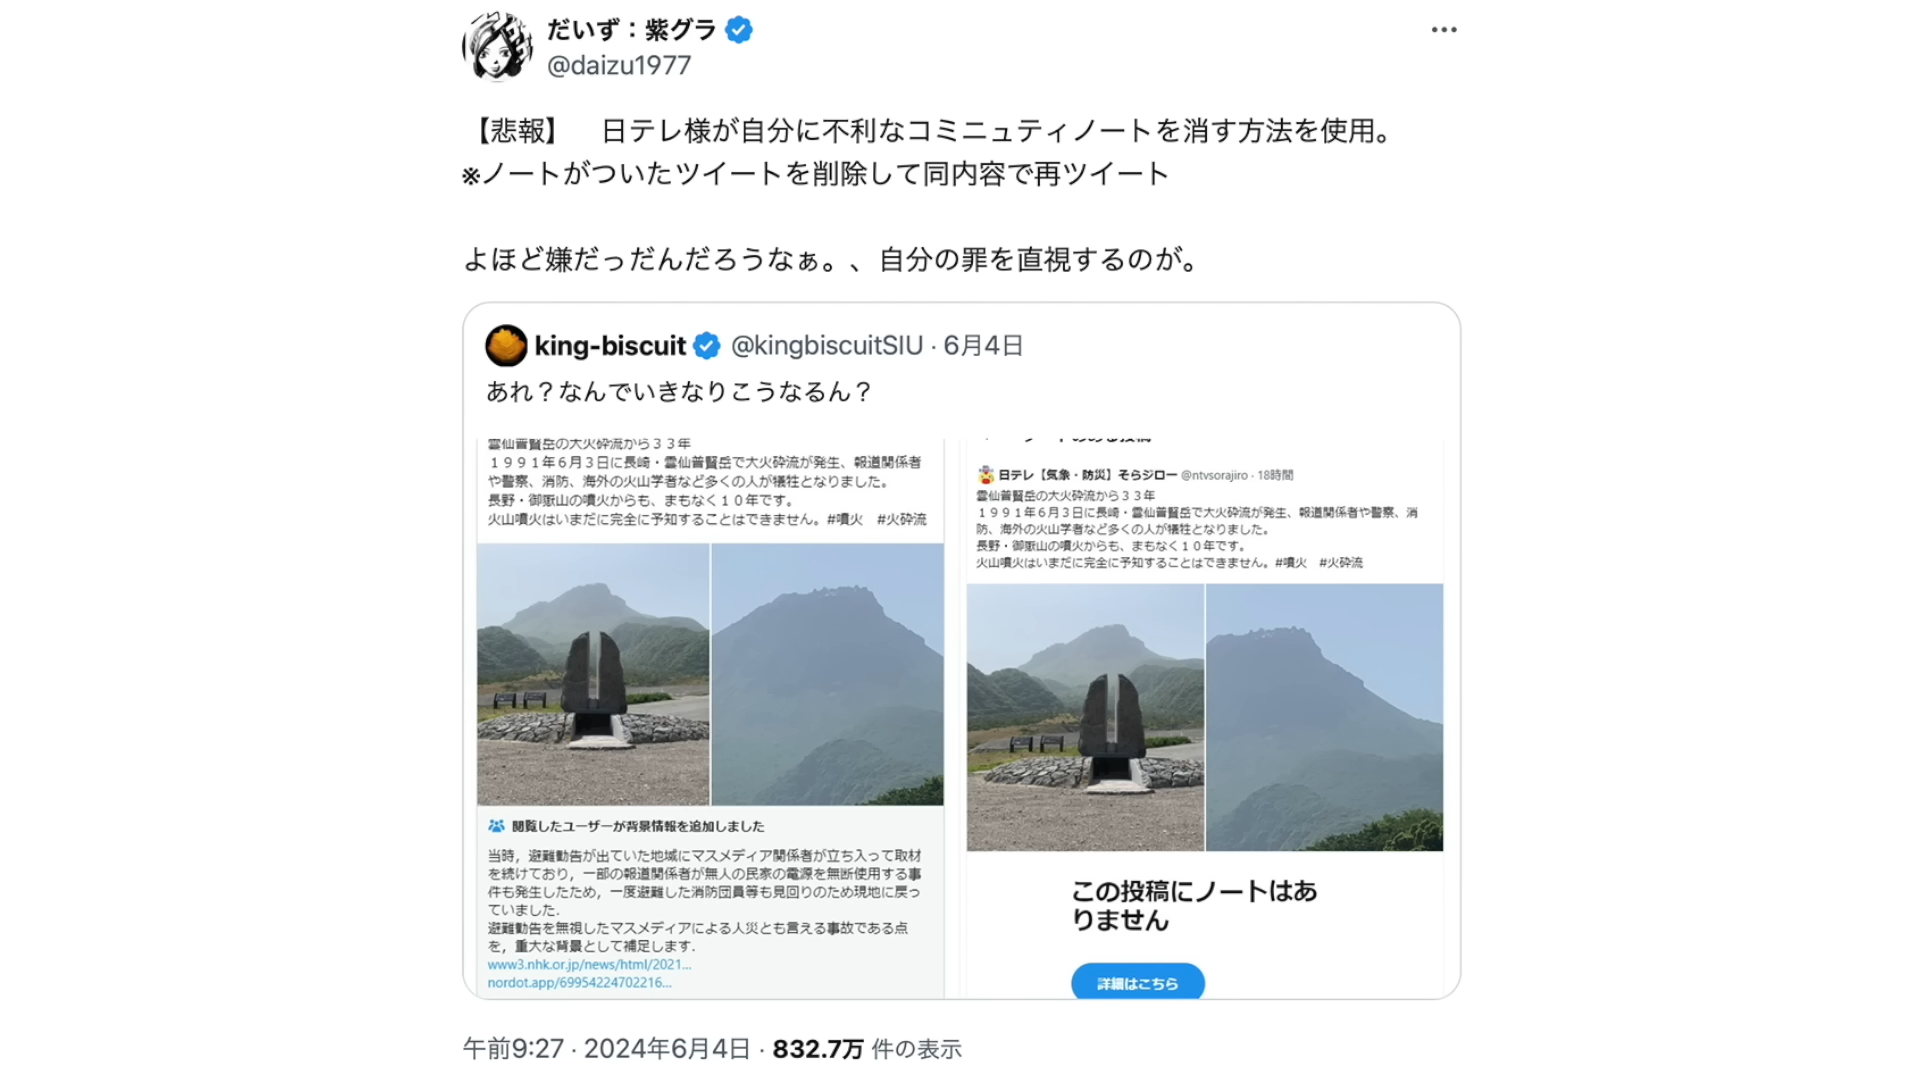 だいず：紫グラ
@daizu1977
【悲報】　日テレ様が自分に不利なコミニュティノートを消す方法を使用。
※ノートがついたツイートを削除して同内容で再ツイート
よほど嫌だっだんだろうなぁ。、自分の罪を直視するのが。
king-biscuit @kingbiscuitSIU · 6月4日
あれ？なんでいきなりこうなるん？
雲仙普賢岳の大火砕流から３３年
１９９１年６月３日に長崎・雲仙普賢岳で大火砕流が発生、報道関係者
や警察、消防、海外の火山学者など多くの人が犠牲となりました。
長野・御嶽山の噴火からも、まもなく１０年です。
火山噴火はいまだに完全に予知することはできません。#噴火　#火砕流
閲覧したユーザーが背景情報を追加しました
当時，避難勧告が出ていた地域にマスメディア関係者が立ち入って取材
を続けており，一部の報道関係者が無人の民家の電源を無断使用する事
件も発生したため，一度避難した消防団員等も見回りのため現地に戻っ
ていました．
避難勧告を無視したマスメディアによる人災とも言える事故である点
を，重大な背景として補足します．
www3.nhk.or.jp/news/html/2021...
nordot.app/69954224702216...
日テレ【気象・防災】そらジロー @ntvsorajiro · 18時間
雲仙普賢岳の大火砕流から３３年
１９９１年６月３日に長崎・雲仙普賢岳で大火砕流が発生、報道関係者や警察、消
防、海外の火山学者など多くの人が犠牲となりました。
長野・御嶽山の噴火からも、まもなく１０年です。
火山噴火はいまだに完全に予知することはできません。#噴火　#火砕流
この投稿にノートはあ
りません
詳細はこちら
午前9:27 · 2024年6月4日 · 832.7万 件の表示